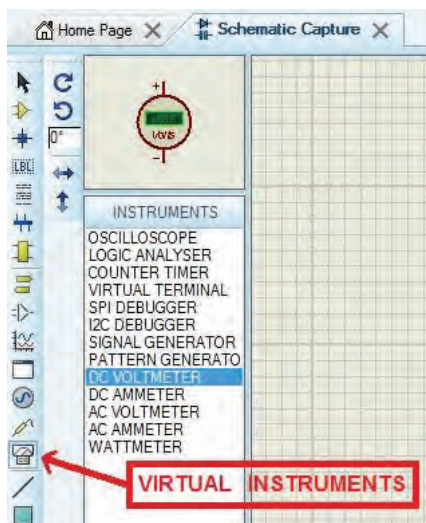 Home Page
Schematic Capture
0°
LBL
Volts
INSTRUMENTS
OSCILLOSCOPE
LOGIC ANALYSER
COUNTER TIMER
VIRTUAL TERMINAL
SPI DEBUGGER
I2C DEBUGGER
SIGNAL GENERATOR
PATTERN GENERATO
DC VOLTMETER
DC AMMETER
AC VOLTMETER
AC AMMETER
WATTMETER
VIRTUAL INSTRUMENTS